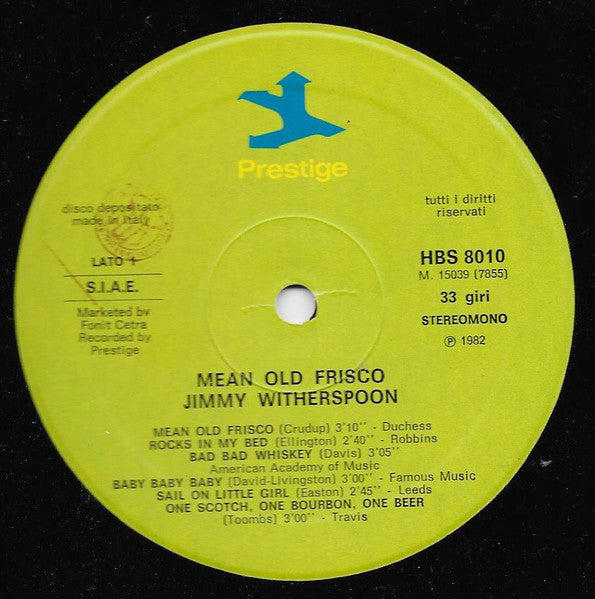 Prestige
disco depositato
made in Italy
LATO 1
S.I.A.E.
Marketed by
Fonit Cetra
Recorded by
Prestige
tutti i diritti
riservati
HBS 8010
M. 15039 (7855)
33 giri
STEREOMONO
℗ 1982
MEAN OLD FRISCO
JIMMY WITHERSPOON
MEAN OLD FRISCO (Crudup) 3'10'' - Duchess
ROCKS IN MY BED (Ellington) 2'40'' - Robbins
BAD BAD WHISKEY (Davis) 3'05''
American Academy of Music
BABY BABY BABY (David-Livingston) 3'00'' - Famous Music
SAIL ON LITTLE GIRL (Easton) 2'45'' - Leeds
ONE SCOTCH, ONE BOURBON, ONE BEER
(Toombs) 3'00'' - Travis